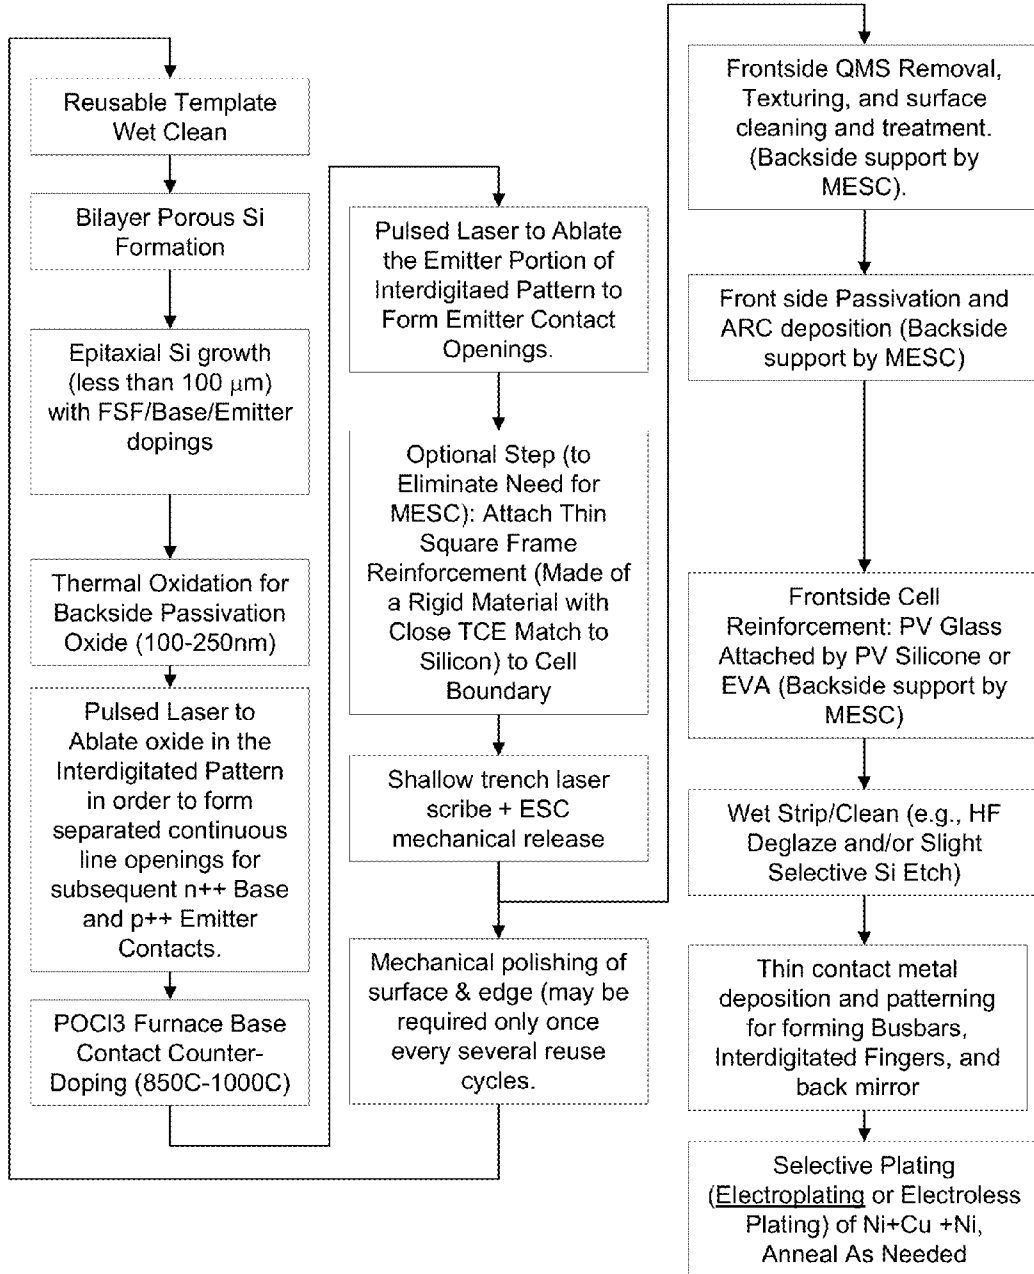 Reusable Template
Wet Clean
Bilayer Porous Si
Formation
Epitaxial Si growth
(less than 100 µm)
with FSF/Base/Emitter
dopings
Thermal Oxidation for
Backside Passivation
Oxide (100-250nm)
Pulsed Laser to
Ablate oxide in the
Interdigitated Pattern
in order to form
separated continuous
line openings for
subsequent n++ Base
and p++ Emitter
Contacts.
POCl3 Furnace Base
Contact Counter-
Doping (850C-1000C)
Pulsed Laser to Ablate
the Emitter Portion of
Interdigitaed Pattern to
Form Emitter Contact
Openings.
Optional Step (to
Eliminate Need for
MESC): Attach Thin
Square Frame
Reinforcement (Made of
a Rigid Material with
Close TCE Match to
Silicon) to Cell
Boundary
Shallow trench laser
scribe + ESC
mechanical release
Mechanical polishing of
surface & edge (may be
required only once
every several reuse
cycles.
Frontside QMS Removal,
Texturing, and surface
cleaning and treatment.
(Backside support by
MESC).
Front side Passivation and
ARC deposition (Backside
support by MESC)
Frontside Cell
Reinforcement: PV Glass
Attached by PV Silicone or
EVA (Backside support by
MESC)
Wet Strip/Clean (e.g., HF
Deglaze and/or Slight
Selective Si Etch)
Thin contact metal
deposition and patterning
for forming Busbars,
Interdigitated Fingers, and
back mirror
Selective Plating
(Electroplating or Electroless
Plating) of Ni+Cu +Ni,
Anneal As Needed